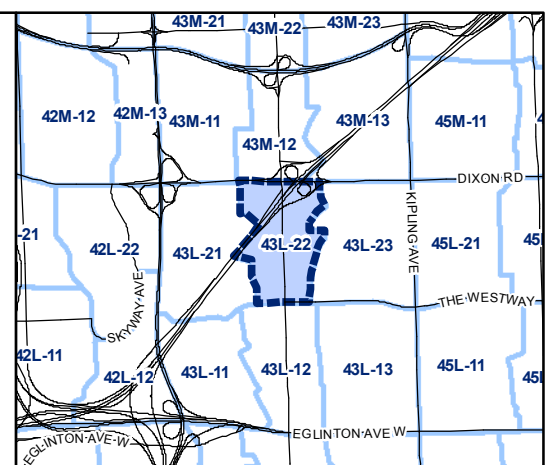 43M-21
43M-22
43M-23
42M-12
42M-13
43M-11
43M-13
45M-11
43M-12
DIXON RD
KIPLING AVE
-21
42L-22
43L-21
43L-22
43L-23
45L-21
45
SKYWAY AVE
THE WESTWAY
42L-11
42L-12
43L-11
43L-12
43L-13
45L-11
45
EGLINTON AVE W
EGLINTON AVE W